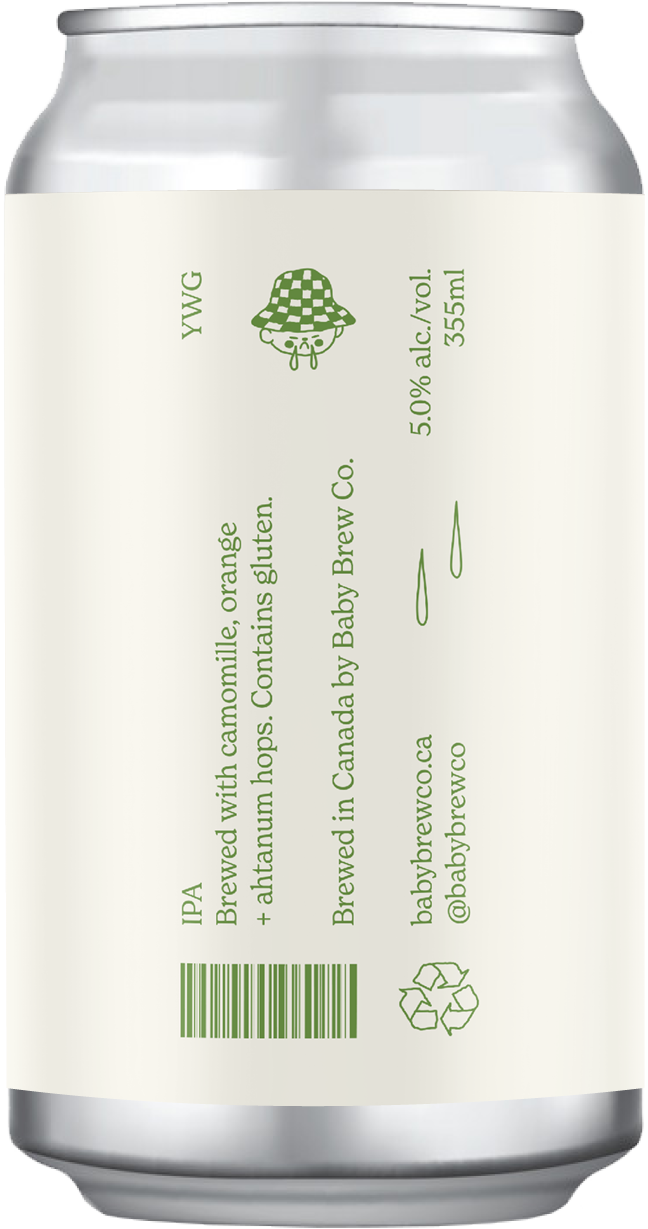 IPA
YWG
Brewed with camomille, orange
+ ahtanum hops. Contains gluten.
Brewed in Canada by Baby Brew Co.
babybrewco.ca
5.0% alc./vol.
@babybrewco
355ml